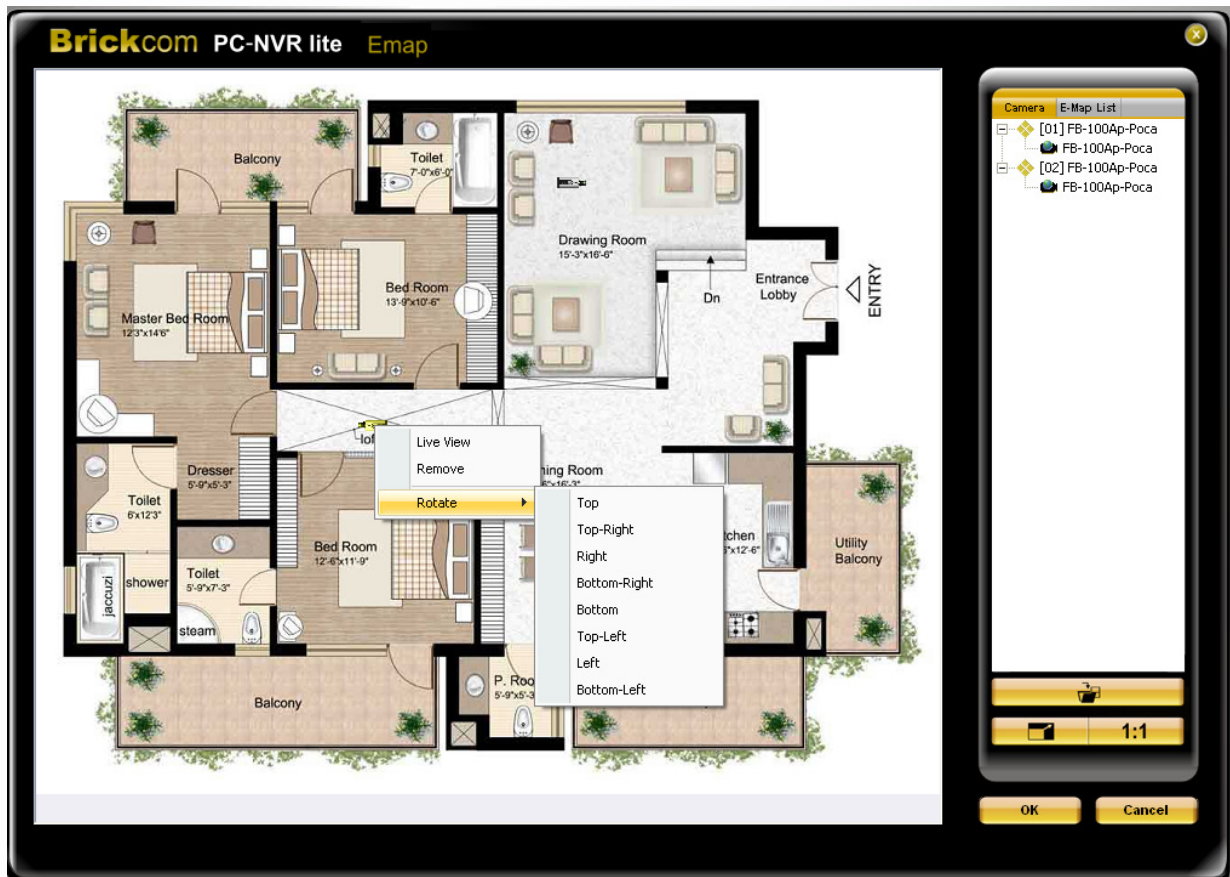 Brickcom PC-NVR lite Emap
Camera E-Map List
[01] FB-100Ap-Poca
FB-100Ap-Poca
[02] FB-100Ap-Poca
FB-100Ap-Poca
Balcony
Toilet
7'-0"x6'-0"
Drawing Room
15'-3"x16'-6"
Dn
Entrance
Lobby
ENTRY
Master Bed Room
12'3"x14'6"
Bed Room
13'-9"x10'-6"
Live View
Remove
Rotate
Top
Top-Right
Right
Bottom-Right
Bottom
Top-Left
Left
Bottom-Left
Dresser
5'-9"x5'-3"
Room
Toilet
6'x12'3"
Bed Room
12'-6"x11'-9"
Utility
Balcony
jaccuzi
shower
Toilet
5'-9"x7'-3"
steam
Balcony
P.
5'-9"x5'-3
1:1
OK Cancel